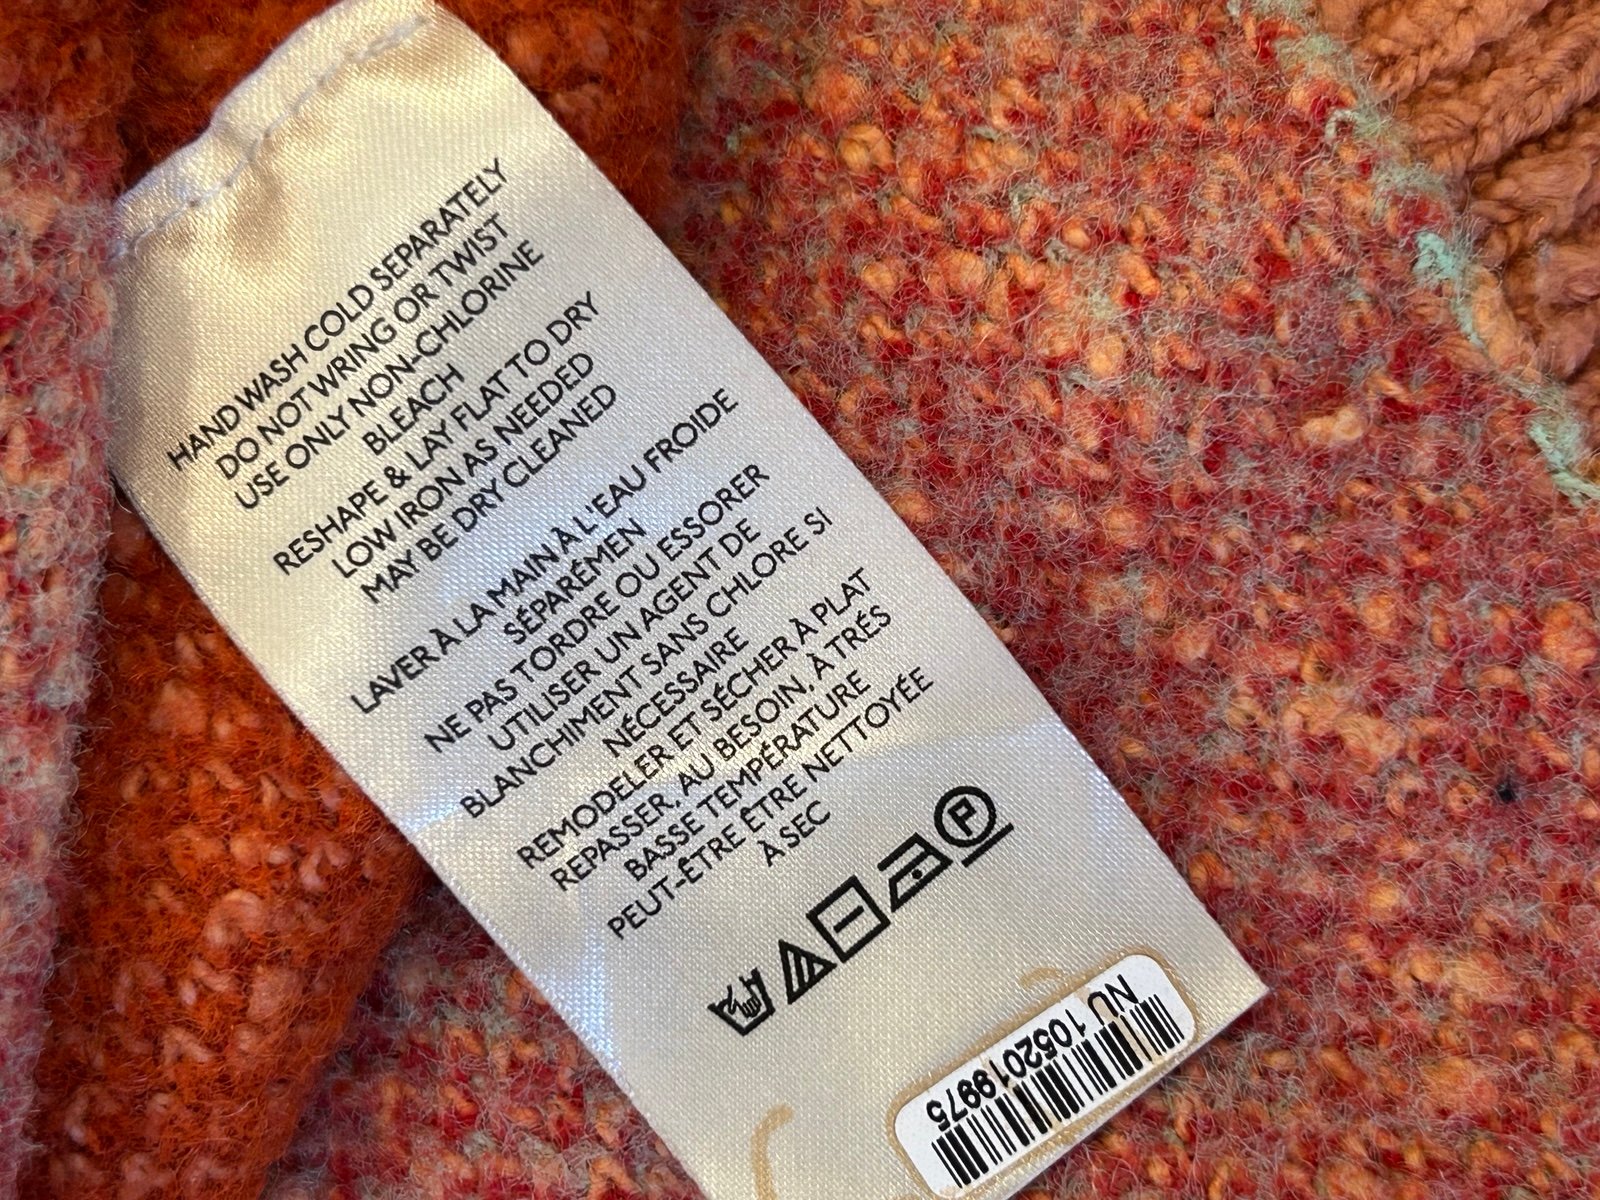 HAND WASH COLD SEPARATELY
DO NOT WRING OR TWIST
USE ONLY NON-CHLORINE
BLEACH
RESHAPE & LAY FLAT TO DRY
LOW IRON AS NEEDED
MAY BE DRY CLEANED
LAVER À LA MAIN À L'EAU FROIDE
SÉPARÉMEN
NE PAS TORDRE OU ESSORER
UTILISER UN AGENT DE
BLANCHIMENT SANS CHLORE SI
NÉCESSAIRE
REMODELER ET SÉCHER À PLAT
REPASSER, AU BESOIN, À TRÉS
BASSE TEMPÉRATURE
PEUT-ÊTRE ÊTRE NETTOYÉE
À SEC
P
NU 1052019975